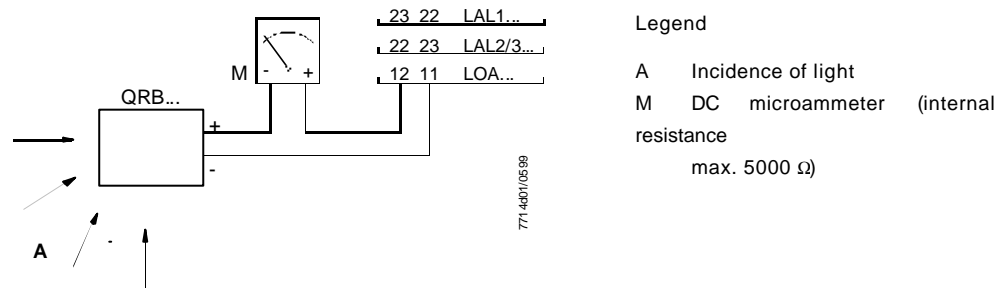 23 22 LAL1...
22 23 LAL2/3...
12 11 LOA...
M - +
QRB...
+
-
A
-
7714d01/0599
Legend
A Incidence of light
M DC microammeter (internal
resistance
max. 5000 Ω)